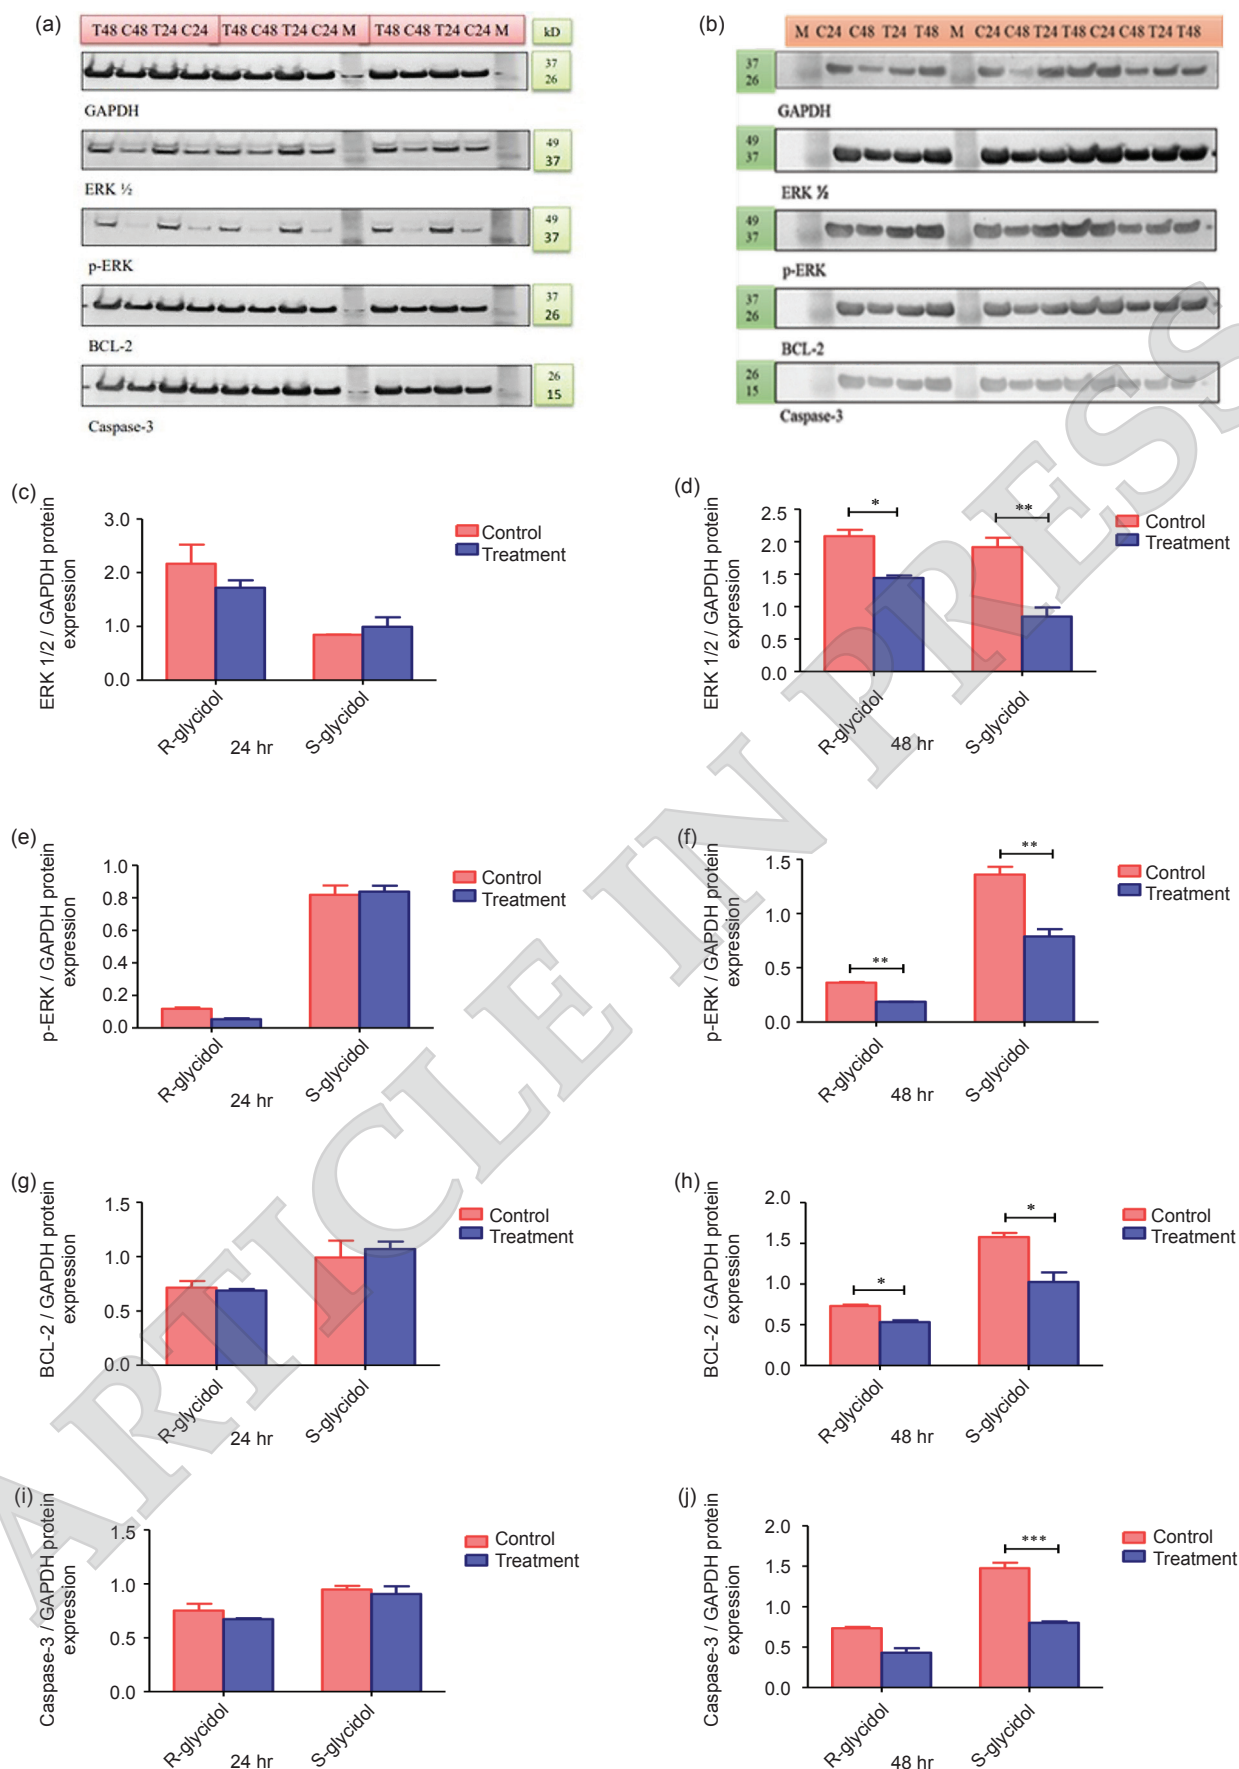 (a)
T48 C48 T24 C24 T48 C48 T24 C24 M T48 C48 T24 C24 M
kD
37
26
GAPDH
49
37
ERK ½
49
37
p-ERK
37
26
BCL-2
26
15
Caspase-3
(b)
M C24 C48 T24 T48 M C24 C48 T24 T48 C24 C48 T24 T48
37
26
GAPDH
49
37
ERK ½
49
37
p-ERK
37
26
BCL-2
26
15
Caspase-3
(c)
ERK 1/2 / GAPDH protein
expression
3.0
2.0
1.0
0.0
Control
Treatment
R-glycidol
24 hr
S-glycidol
(d)
ERK 1/2 / GAPDH protein
expression
2.5
2.0
1.5
1.0
0.5
0.0
*
**
Control
Treatment
R-glycidol
48 hr
S-glycidol
(e)
p-ERK / GAPDH protein
expression
1.0
0.8
0.6
0.4
0.2
0.0
Control
Treatment
R-glycidol
24 hr
S-glycidol
(f)
p-ERK / GAPDH protein
expression
1.5
1.0
0.5
0.0
**
**
Control
Treatment
R-glycidol
48 hr
S-glycidol
(g)
BCL-2 / GAPDH protein
expression
1.5
1.0
0.5
0.0
Control
Treatment
R-glycidol
24 hr
S-glycidol
(h)
BCL-2 / GAPDH protein
expression
2.0
1.5
1.0
0.5
0.0
*
*
Control
Treatment
R-glycidol
48 hr
S-glycidol
(i)
Caspase-3 / GAPDH protein
expression
1.5
1.0
0.5
0.0
Control
Treatment
R-glycidol
24 hr
S-glycidol
(j)
Caspase-3 / GAPDH protein
expression
2.0
1.5
1.0
0.5
0.0
***
Control
Treatment
R-glycidol
48 hr
S-glycidol
ARTICLE IN PRESS